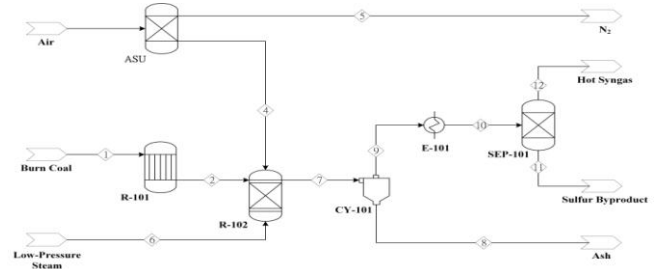 5
Air
N₂
ASU
Hot Syngas
12
4
1
9
10
E-101
SEP-101
Burn Coal
11
2
7
R-101
CY-101
Sulfur Byproduct
R-102
6
8
Low-Pressure
Steam
Ash